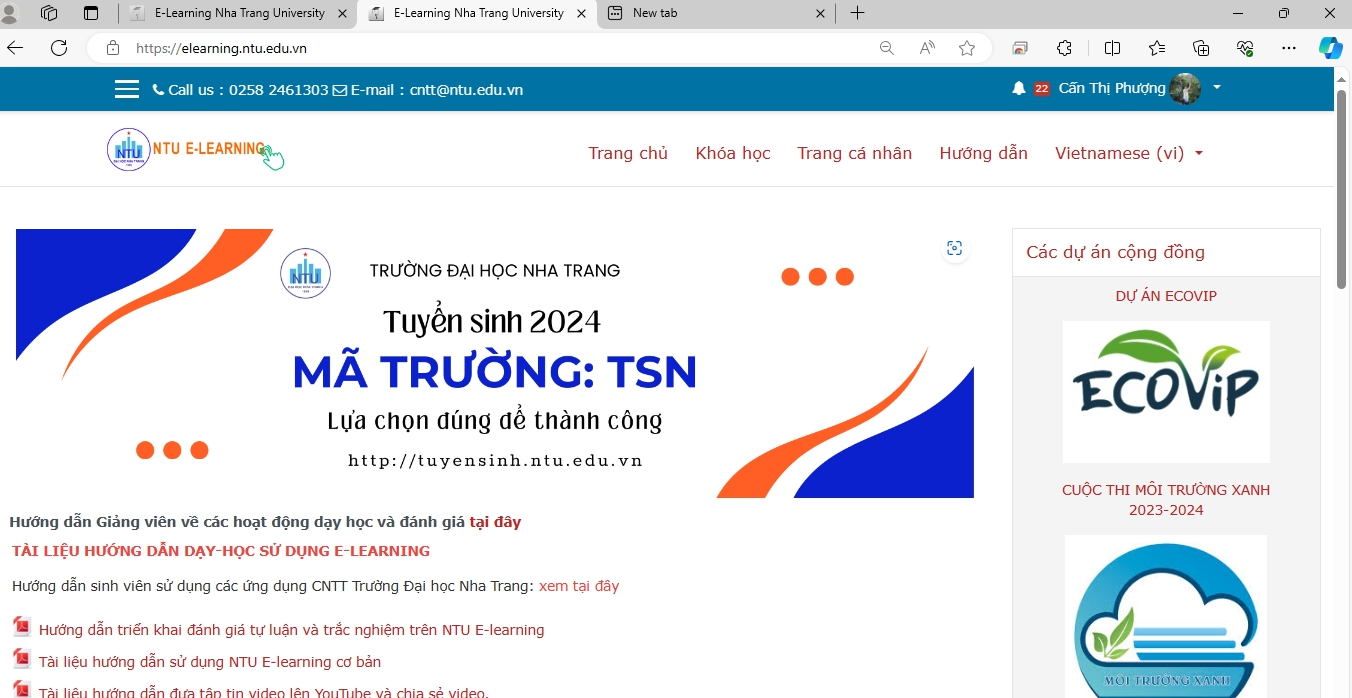 E-Learning Nha Trang University
E-Learning Nha Trang University
New tab
https://elearning.ntu.edu.vn
Call us : 0258 2461303 E-mail : cntt@ntu.edu.vn
22 Cấn Thị Phượng
NTU
NTU E-LEARNING
Trang chủ Khóa học Trang cá nhân Hướng dẫn Vietnamese (vi)
NTU
TRƯỜNG ĐẠI HỌC NHA TRANG
Tuyển sinh 2024
MÃ TRƯỜNG: TSN
Lựa chọn đúng để thành công
http://tuyensinh.ntu.edu.vn
Hướng dẫn Giảng viên về các hoạt động dạy học và đánh giá tại đây
TÀI LIỆU HƯỚNG DẪN DẠY-HỌC SỬ DỤNG E-LEARNING
Hướng dẫn sinh viên sử dụng các ứng dụng CNTT Trường Đại học Nha Trang: xem tại đây
Hướng dẫn triển khai đánh giá tự luận và trắc nghiệm trên NTU E-learning
Tài liệu hướng dẫn sử dụng NTU E-learning cơ bản
Tài liệu hướng dẫn đưa tập tin video lên YouTube và chia sẻ video.
Các dự án cộng đồng
DỰ ÁN ECOVIP
ECOVIP
CUỘC THI MÔI TRƯỜNG XANH
2023-2024
MÔI TRƯỜNG XANH